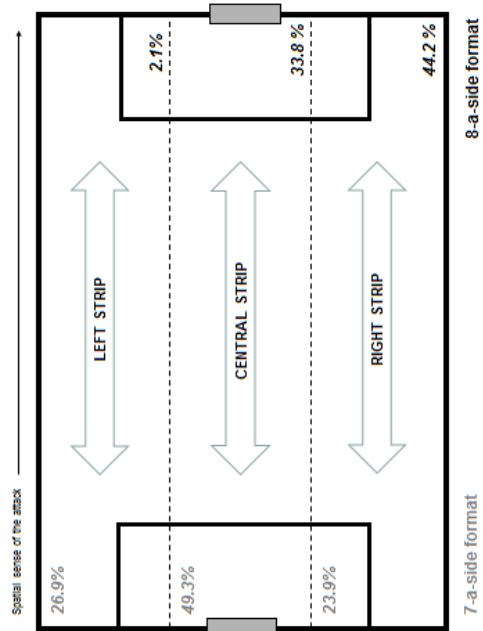 Spatial sense of the attack
26.9%
LEFT STRIP
2.1%
49.3%
CENTRAL STRIP
33.8 %
23.9%
RIGHT STRIP
44.2 %
7-a-side format
8-a-side format